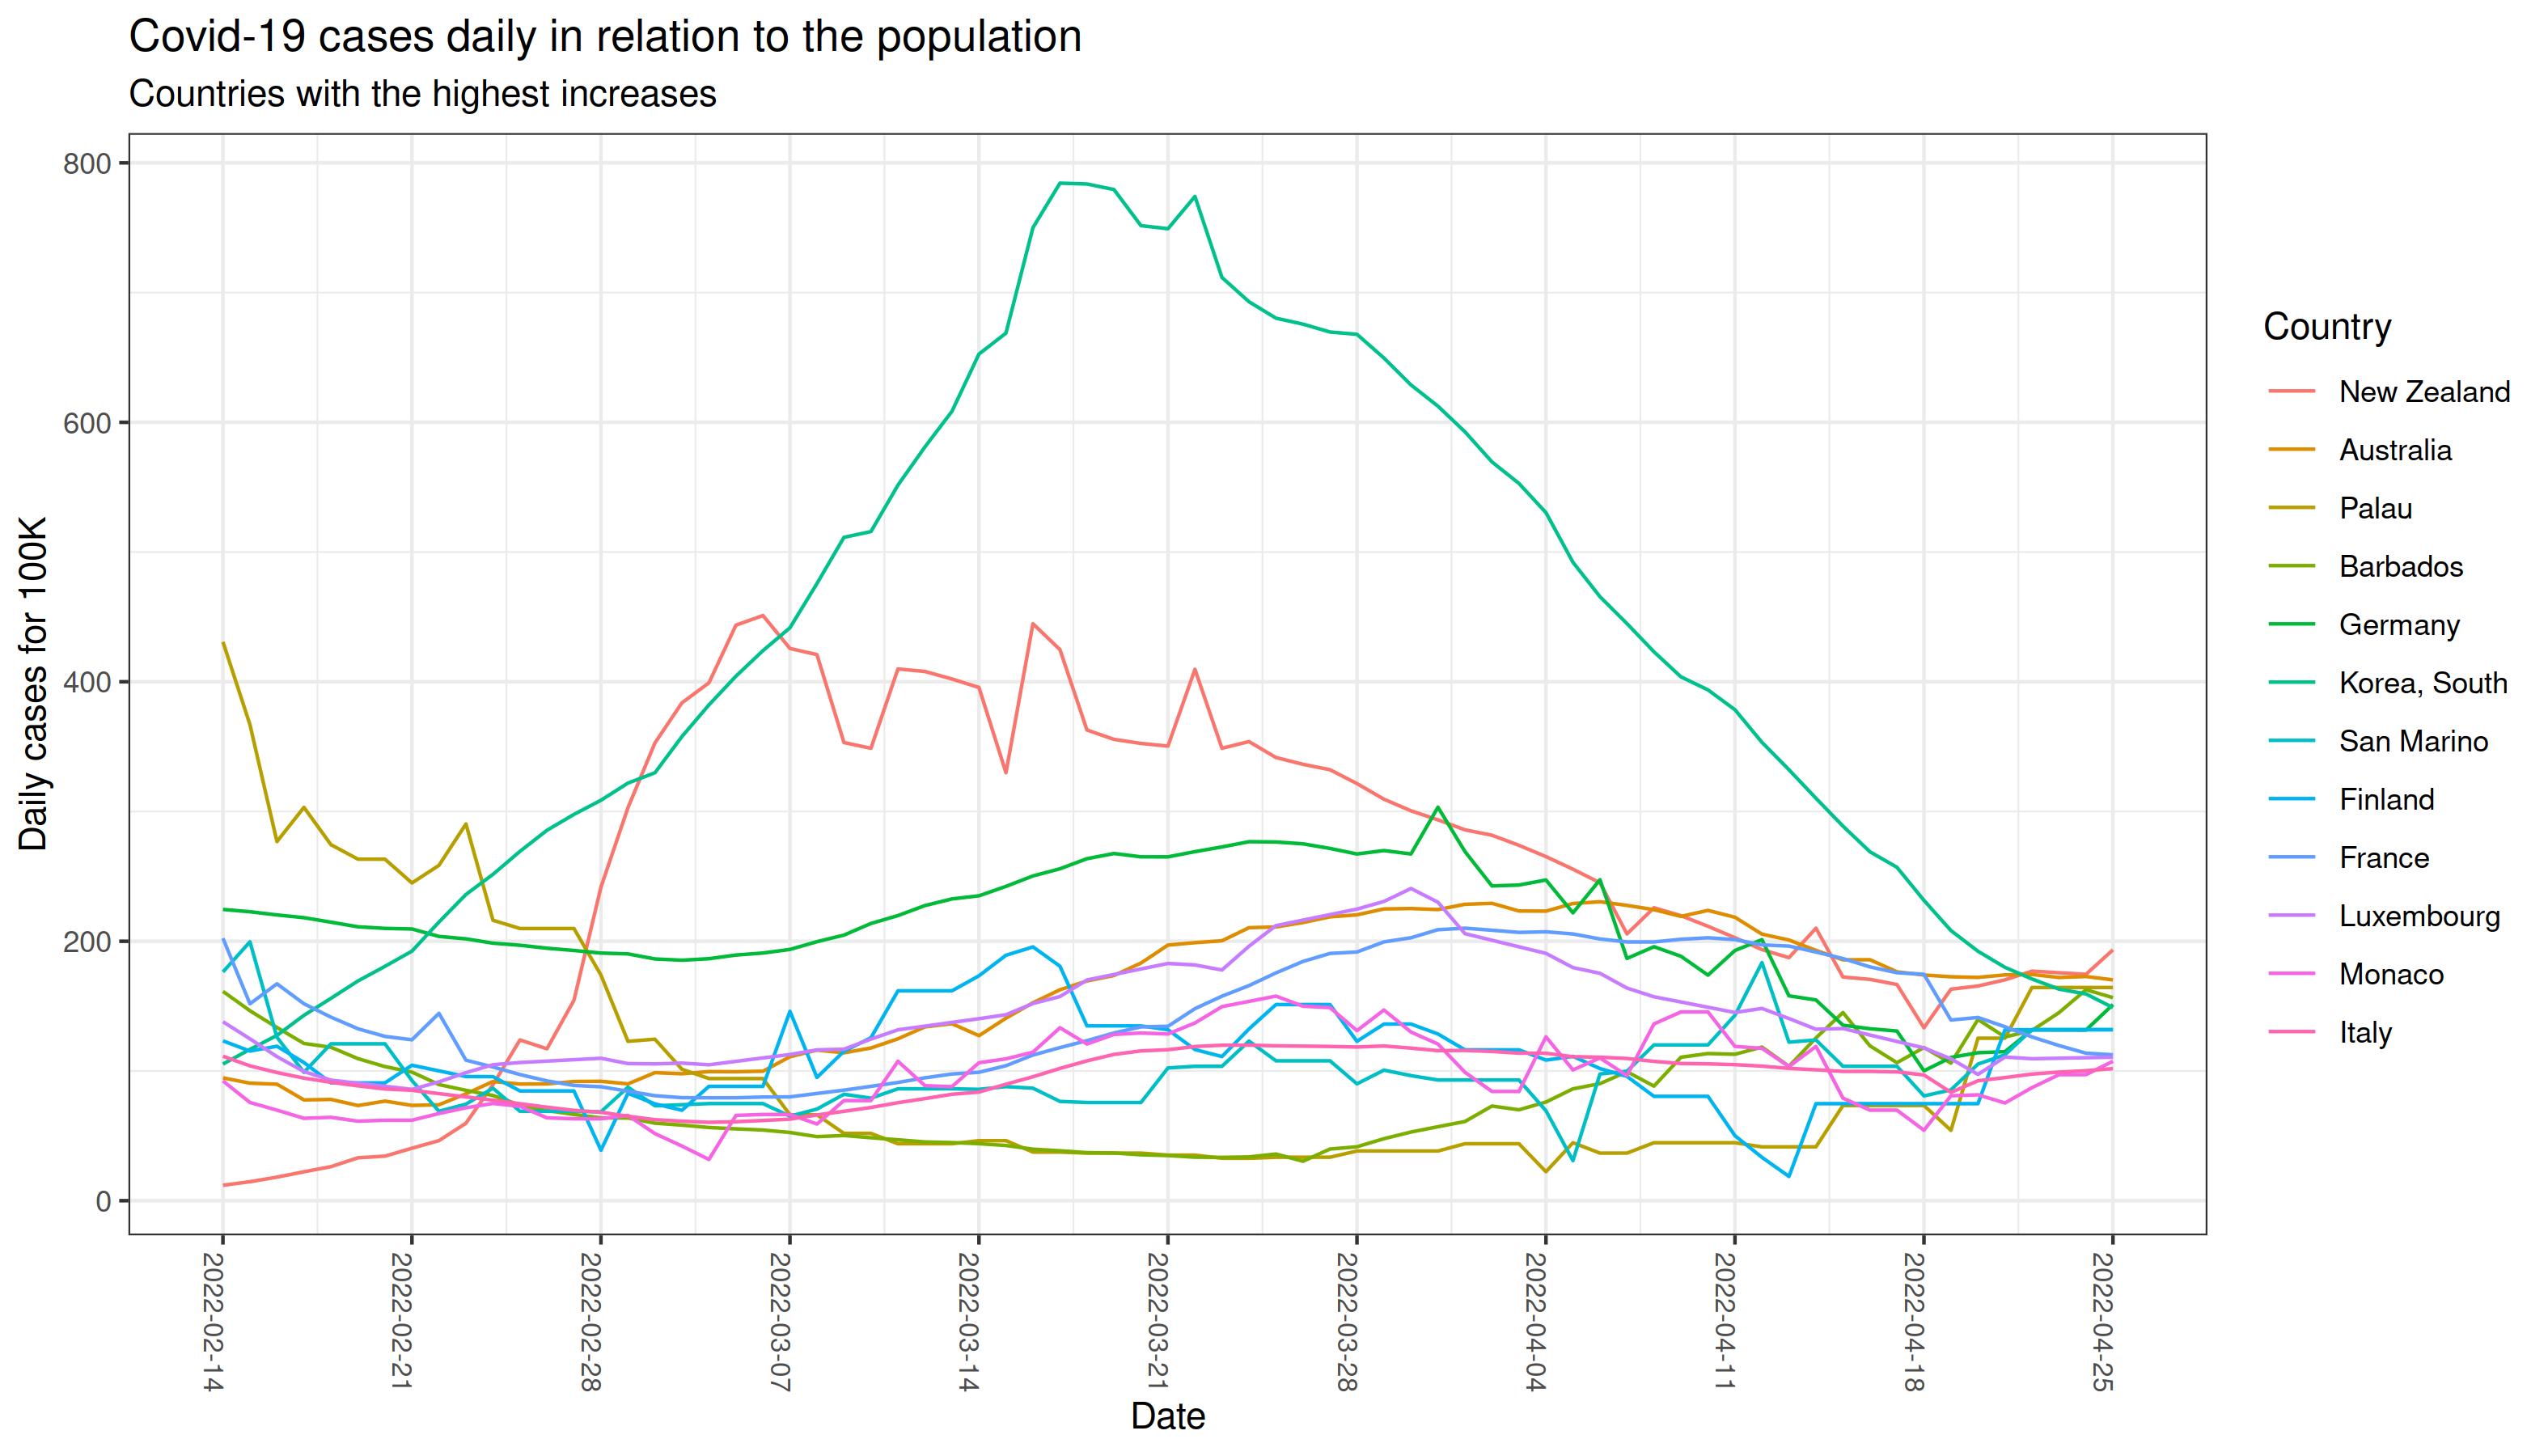 Covid-19 cases daily in relation to the population
Countries with the highest increases
Daily cases for 100K
800
600
400
200
0
2022-02-14
2022-02-21
2022-02-28
2022-03-07
2022-03-14
2022-03-21
2022-03-28
2022-04-04
2022-04-11
2022-04-18
2022-04-25
Date
Country
New Zealand
Australia
Palau
Barbados
Germany
Korea, South
San Marino
Finland
France
Luxembourg
Monaco
Italy